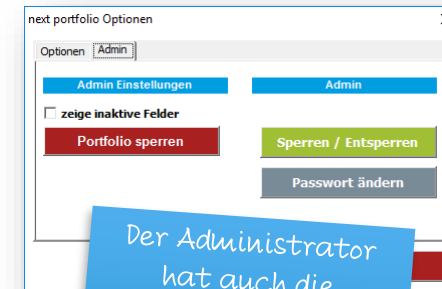 next portfolio Optionen
Optionen Admin
Admin Einstellungen Admin
zeige inaktive Felder
Portfolio sperren Sperren / Entsperren
Passwort ändern
Der Administrator
hat auch die